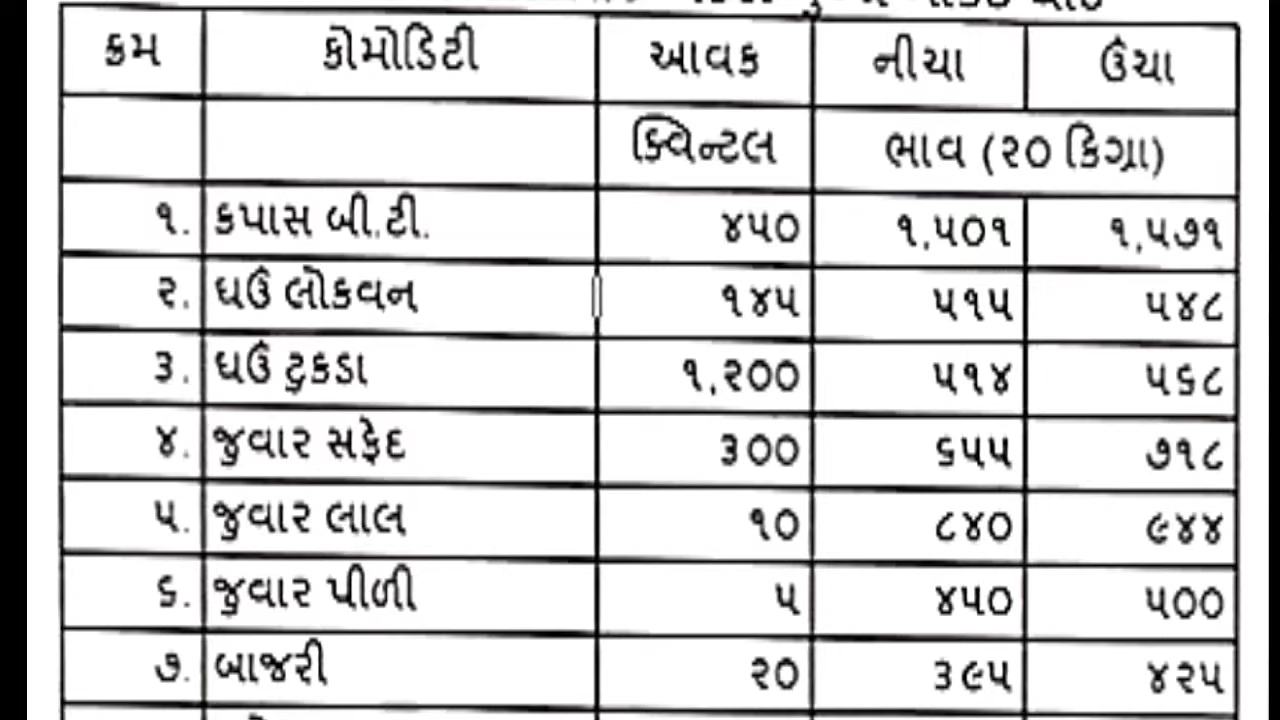 ક્રમ કોમોડિટી આવક નીચા ઉંચા
ક્વિન્ટલ ભાવ (૨૦ કિગ્રા)
૧. કપાસ બી.ટી. ૪૫૦ ૧,૫૦૧ ૧,૫૭૧
૨. ઘઉં લોકવન ૧૪૫ ૫૧૫ ૫૪૮
૩. ઘઉં ટુકડા ૧,૨૦૦ ૫૧૪ ૫૬૮
૪. જુવાર સફેદ ૩૦૦ ૬૫૫ ૭૧૮
૫. જુવાર લાલ ૧૦ ૮૪૦ ૯૪૪
૬. જુવાર પીળી ૫ ૪૫૦ ૫૦૦
૭. બાજરી ૨૦ ૩૯૫ ૪૨૫